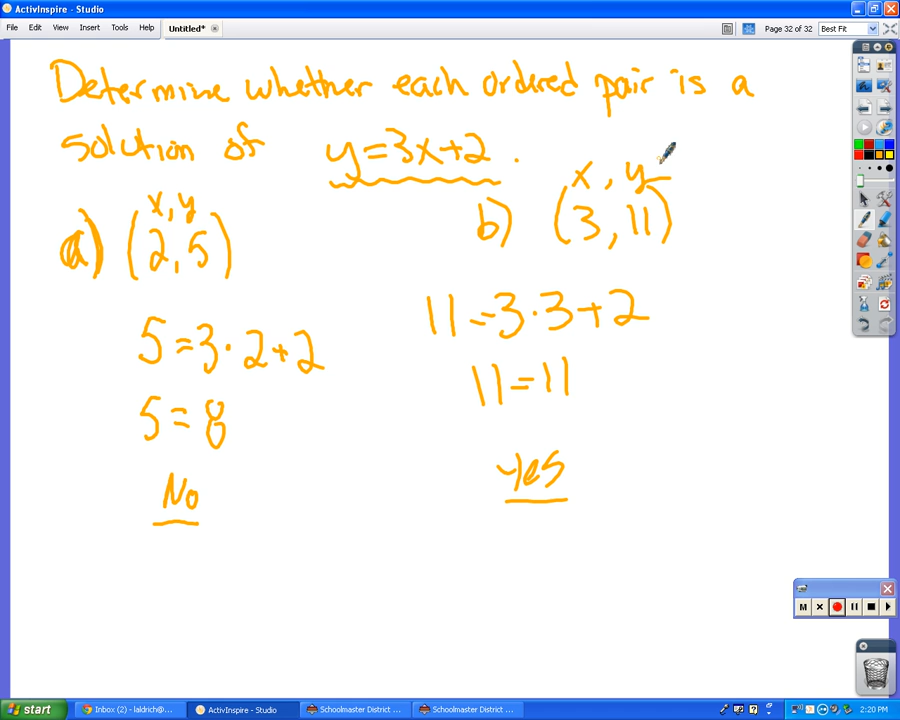 ActivInspire - Studio
File Edit View Insert Tools Help Untitled* Page 32 of 32 Best Fit
Determine whether each ordered pair is a
solution of y=3x+2.
x, y
a) (2, 5)
5 = 3 · 2 + 2
5 = 8
No
x, y
b) (3, 11)
11 = 3 · 3 + 2
11 = 11
yes
M
start Inbox (2) - laldrich@... ActivInspire - Studio Schoolmaster District ... Schoolmaster District ... 2:20 PM